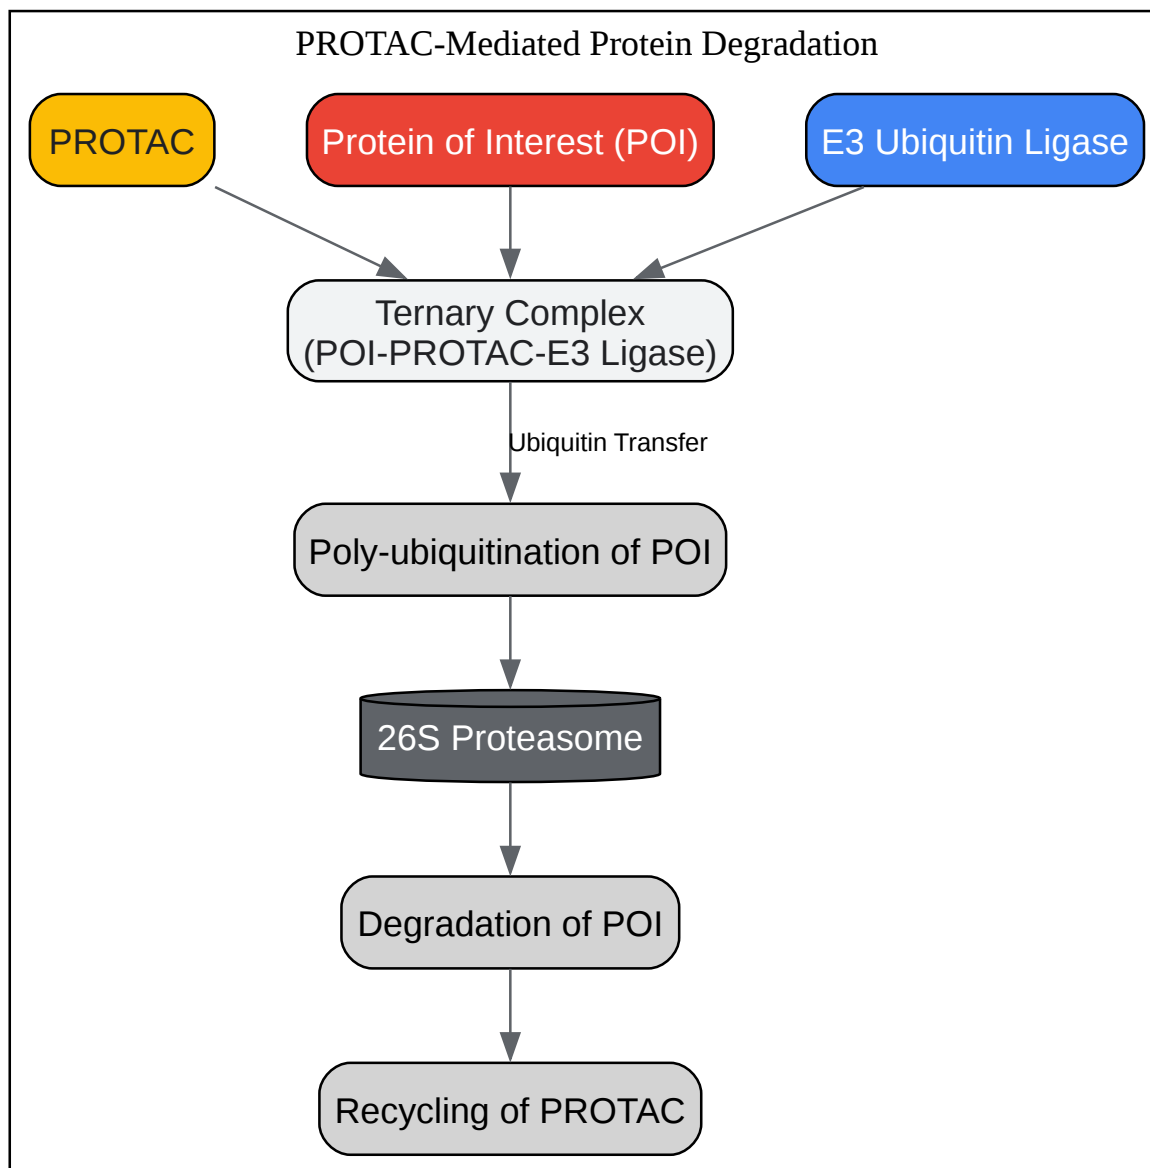 PROTAC-Mediated Protein Degradation
PROTAC
Protein of Interest (POI)
E3 Ubiquitin Ligase
Ternary Complex
(POI-PROTAC-E3 Ligase)
Ubiquitin Transfer
Poly-ubiquitination of POI
26S Proteasome
Degradation of POI
Recycling of PROTAC